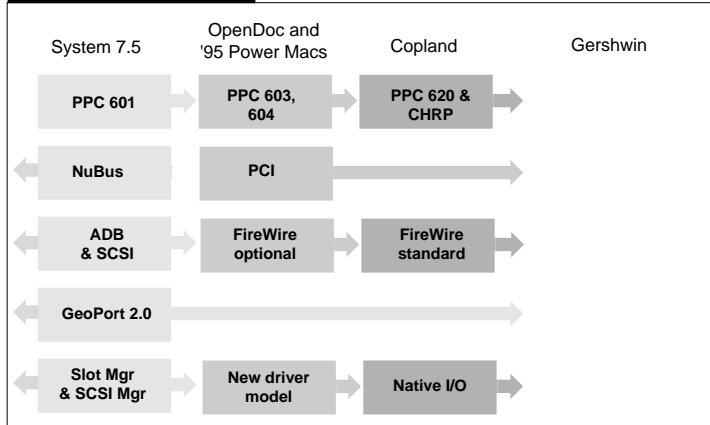 System 7.5
OpenDoc and
'95 Power Macs
Copland
Gershwin
PPC 601
PPC 603,
604
PPC 620 &
CHRP
NuBus
PCI
ADB
& SCSI
FireWire
optional
FireWire
standard
GeoPort 2.0
Slot Mgr
& SCSI Mgr
New driver
model
Native I/O